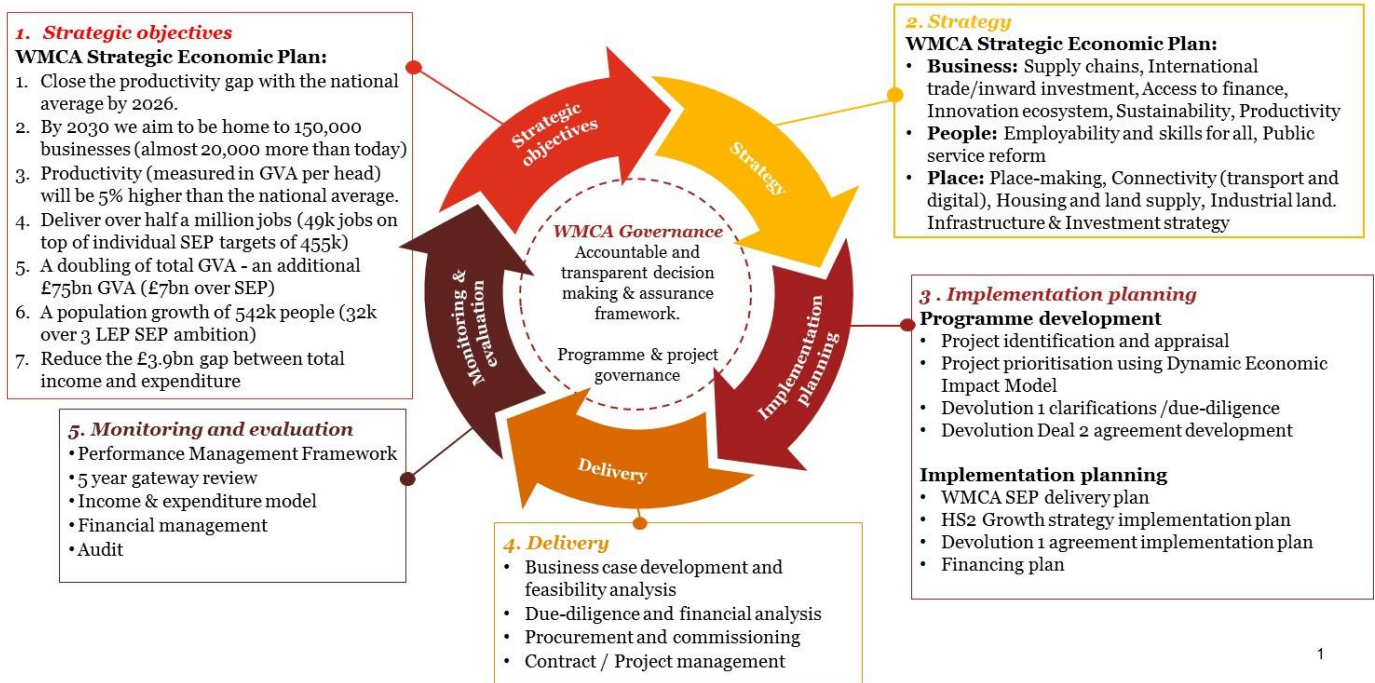 1. Strategic objectives
WMCA Strategic Economic Plan:
1. Close the productivity gap with the national
average by 2026.
2. By 2030 we aim to be home to 150,000
businesses (almost 20,000 more than today)
3. Productivity (measured in GVA per head)
will be 5% higher than the national average.
4. Deliver over half a million jobs (49k jobs on
top of individual SEP targets of 455k)
5. A doubling of total GVA - an additional
£75bn GVA (£7bn over SEP)
6. A population growth of 542k people (32k
over 3 LEP SEP ambition)
7. Reduce the £3.9bn gap between total
income and expenditure
2. Strategy
WMCA Strategic Economic Plan:
• Business: Supply chains, International
trade/inward investment, Access to finance,
Innovation ecosystem, Sustainability, Productivity
• People: Employability and skills for all, Public
service reform
• Place: Place-making, Connectivity (transport and
digital), Housing and land supply, Industrial land.
Infrastructure & Investment strategy
Strategic
objectives
Strategy
Implementation
planning
Delivery
Monitoring &
evaluation
WMCA Governance
Accountable and
transparent decision
making & assurance
framework.
Programme & project
governance
3 . Implementation planning
Programme development
• Project identification and appraisal
• Project prioritisation using Dynamic Economic
Impact Model
• Devolution 1 clarifications /due-diligence
• Devolution Deal 2 agreement development
Implementation planning
• WMCA SEP delivery plan
• HS2 Growth strategy implementation plan
• Devolution 1 agreement implementation plan
• Financing plan
4. Delivery
• Business case development and
feasibility analysis
• Due-diligence and financial analysis
• Procurement and commissioning
• Contract / Project management
5. Monitoring and evaluation
• Performance Management Framework
• 5 year gateway review
• Income & expenditure model
• Financial management
• Audit
1